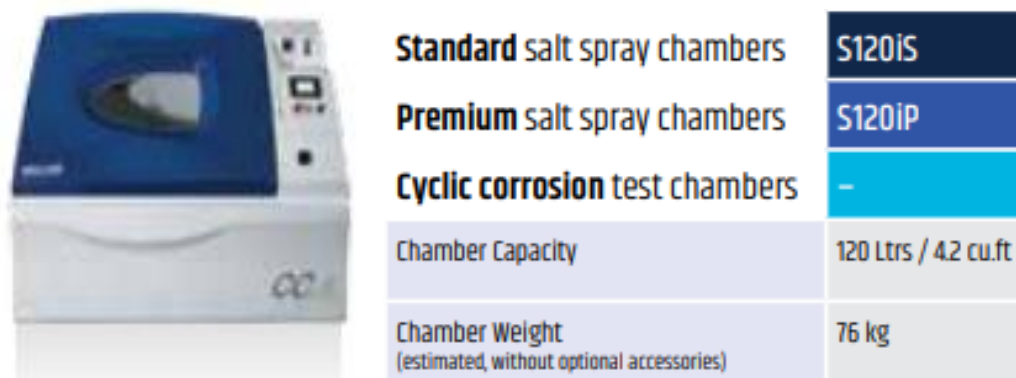 Standard salt spray chambers S120iS
Premium salt spray chambers S120iP
Cyclic corrosion test chambers –
Chamber Capacity 120 Ltrs / 4.2 cu.ft
Chamber Weight 76 kg
(estimated, without optional accessories)
CC